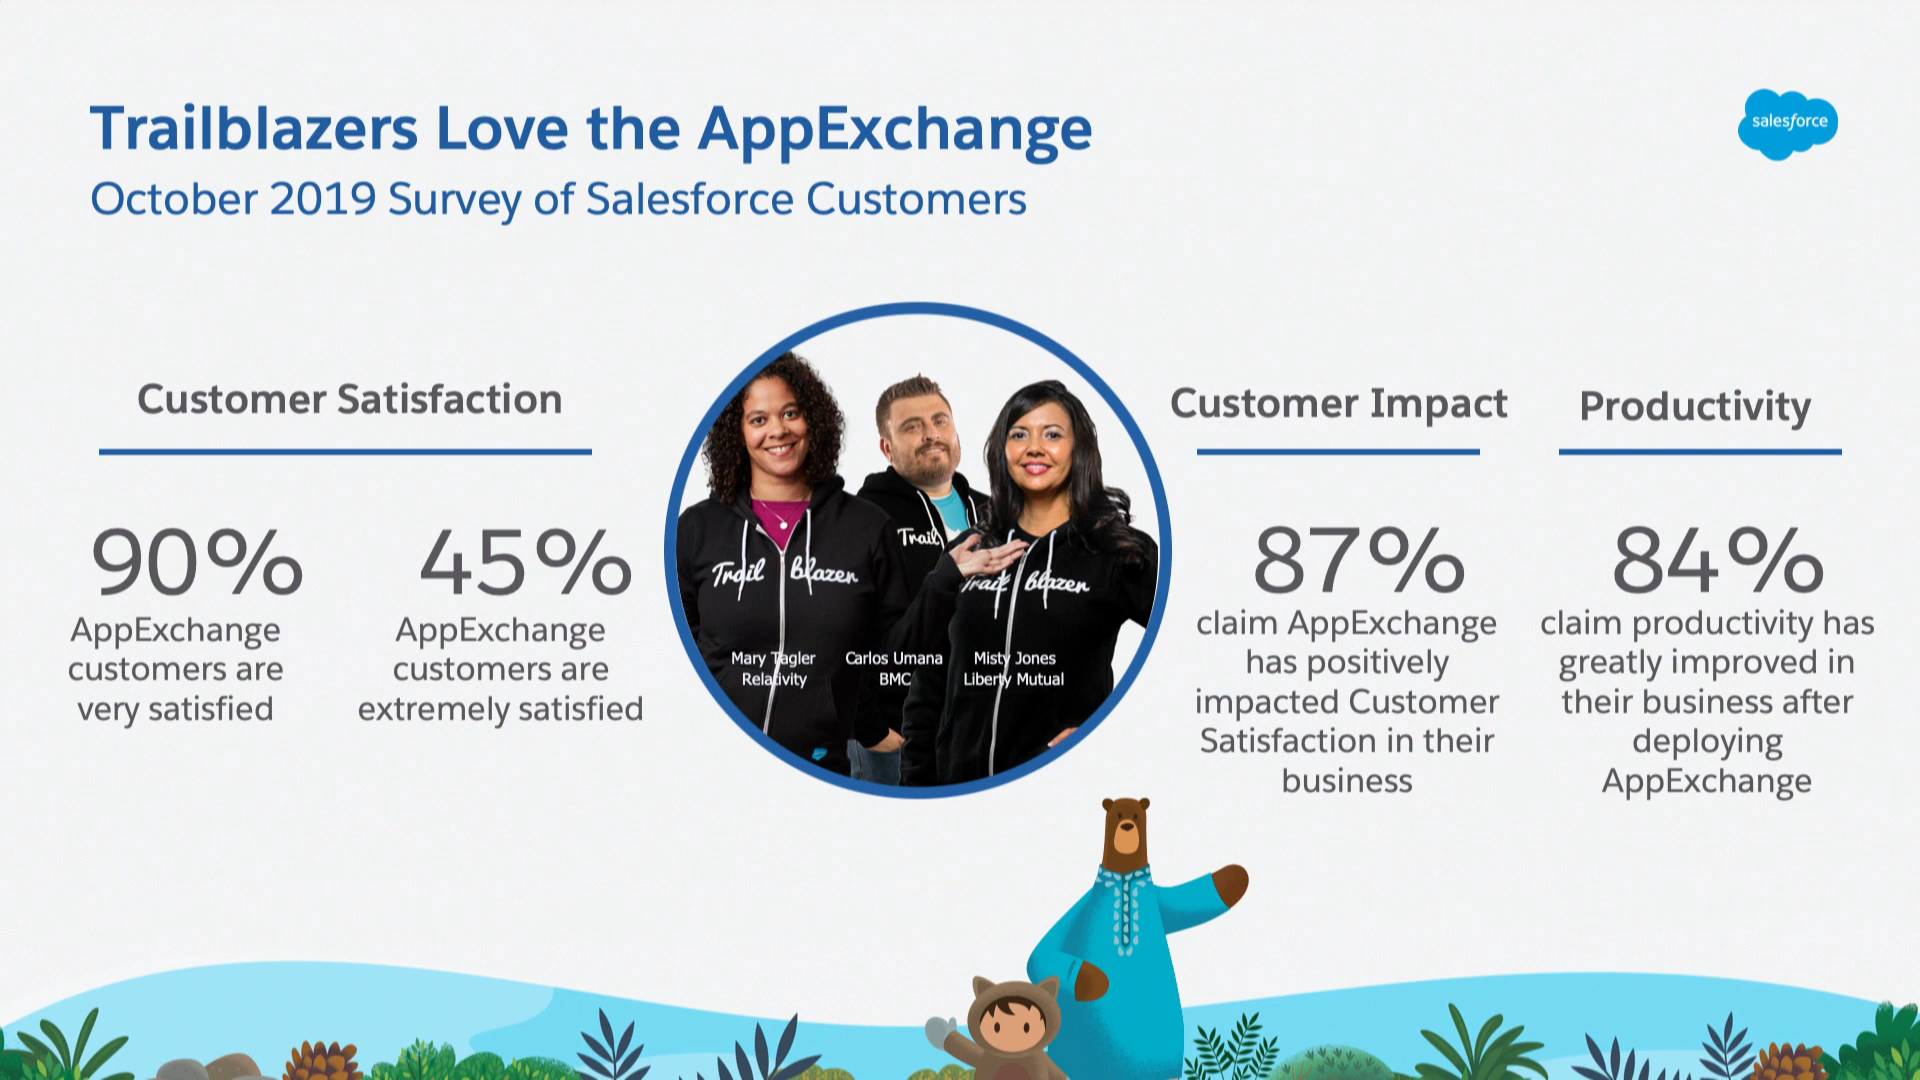 Trailblazers Love the AppExchange
October 2019 Survey of Salesforce Customers
salesforce
Customer Satisfaction
90%
AppExchange
customers are
very satisfied
45%
AppExchange
customers are
extremely satisfied
Trail blazer
Trail
Trail blazer
Mary Tagler
Relativity
Carlos Umana
BMC
Misty Jones
Liberty Mutual
Customer Impact
87%
claim AppExchange
has positively
impacted Customer
Satisfaction in their
business
Productivity
84%
claim productivity has
greatly improved in
their business after
deploying
AppExchange